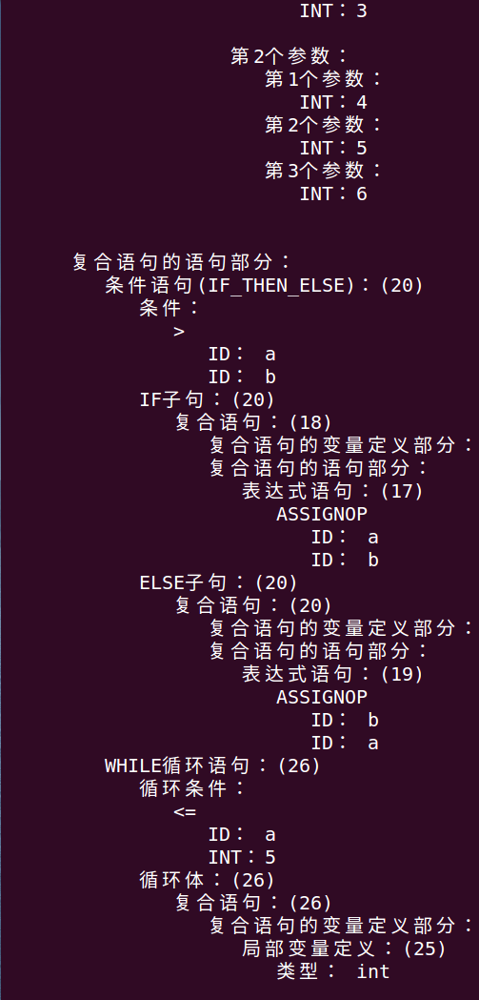 INT：3
第2个参数：
第1个参数：
INT：4
第2个参数：
INT：5
第3个参数：
INT：6
复合语句的语句部分：
条件语句(IF_THEN_ELSE)：(20)
条件：
>
ID： a
ID： b
IF子句：(20)
复合语句：(18)
复合语句的变量定义部分：
复合语句的语句部分：
表达式语句：(17)
ASSIGNOP
ID： a
ID： b
ELSE子句：(20)
复合语句：(20)
复合语句的变量定义部分：
复合语句的语句部分：
表达式语句：(19)
ASSIGNOP
ID： b
ID： a
WHILE循环语句：(26)
循环条件：
<=
ID： a
INT：5
循环体：(26)
复合语句：(26)
复合语句的变量定义部分：
局部变量定义：(25)
类型： int